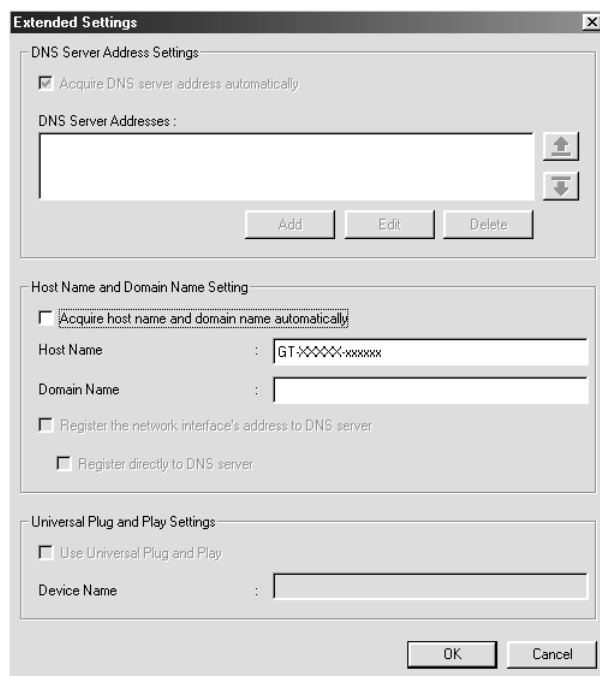 Extended Settings
DNS Server Address Settings
Acquire DNS server address automatically
DNS Server Addresses :
Add Edit Delete
Host Name and Domain Name Setting
Acquire host name and domain name automatically
Host Name : GT-XXXXX-xxxxxx
Domain Name :
Register the network interface's address to DNS server
Register directly to DNS server
Universal Plug and Play Settings
Use Universal Plug and Play
Device Name :
OK Cancel